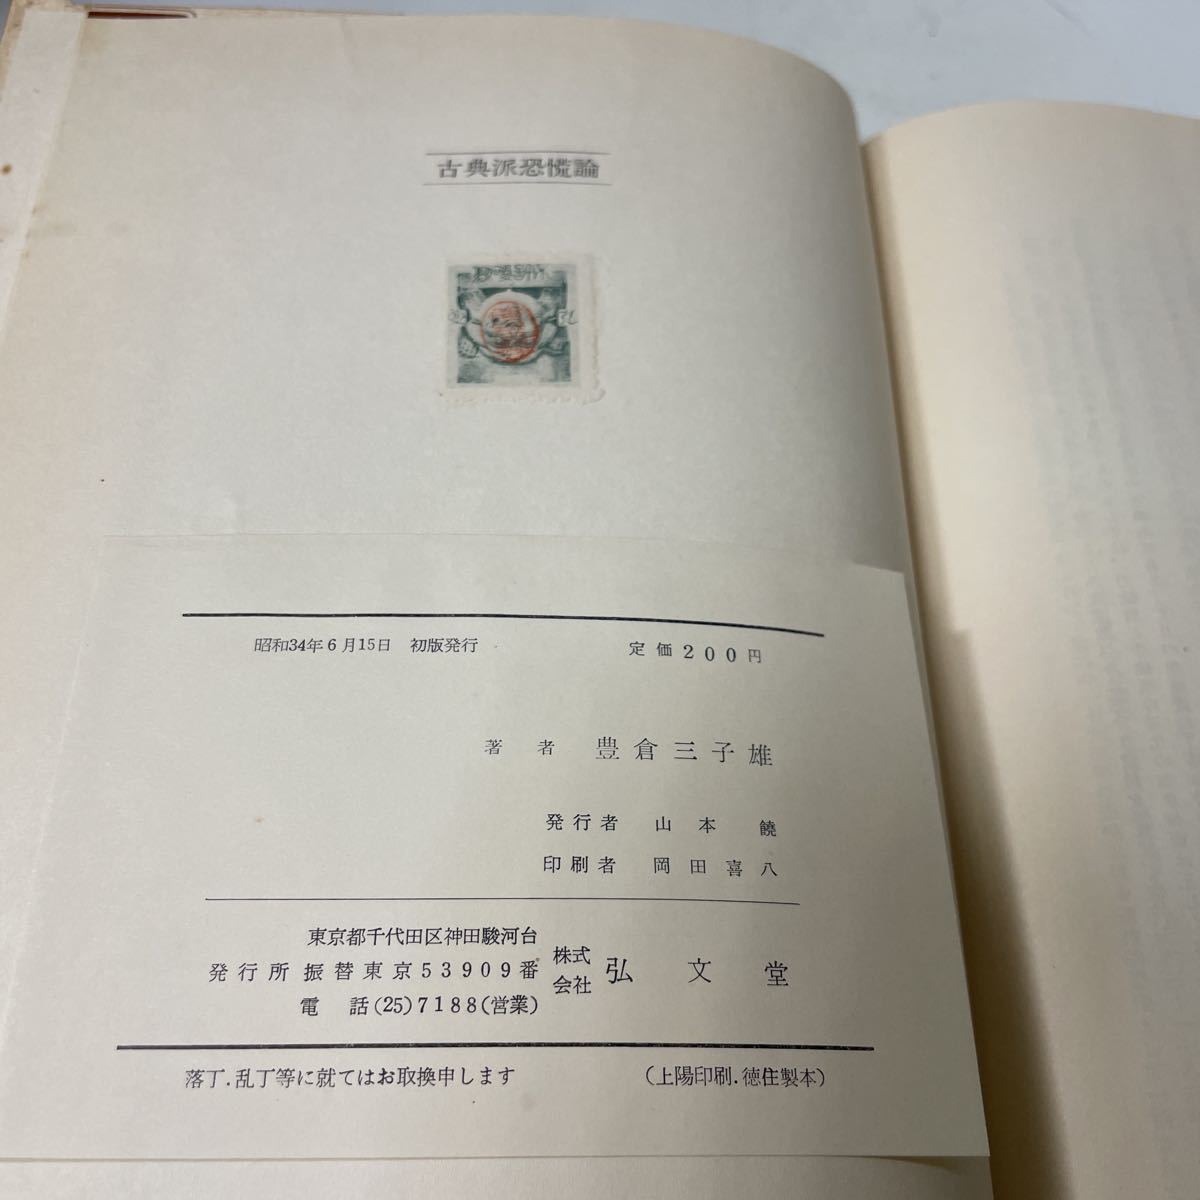 古典派恐慌論
昭和34年6月15日 初版発行 定価200円
著者 豊倉三子雄
発行者 山本 饒
印刷者 岡田喜八
東京都千代田区神田駿河台
発行所 振替東京53909番 株式会社 弘文堂
電話(25)7188(営業)
落丁.乱丁等に就てはお取換申します (上陽印刷.徳住製本)